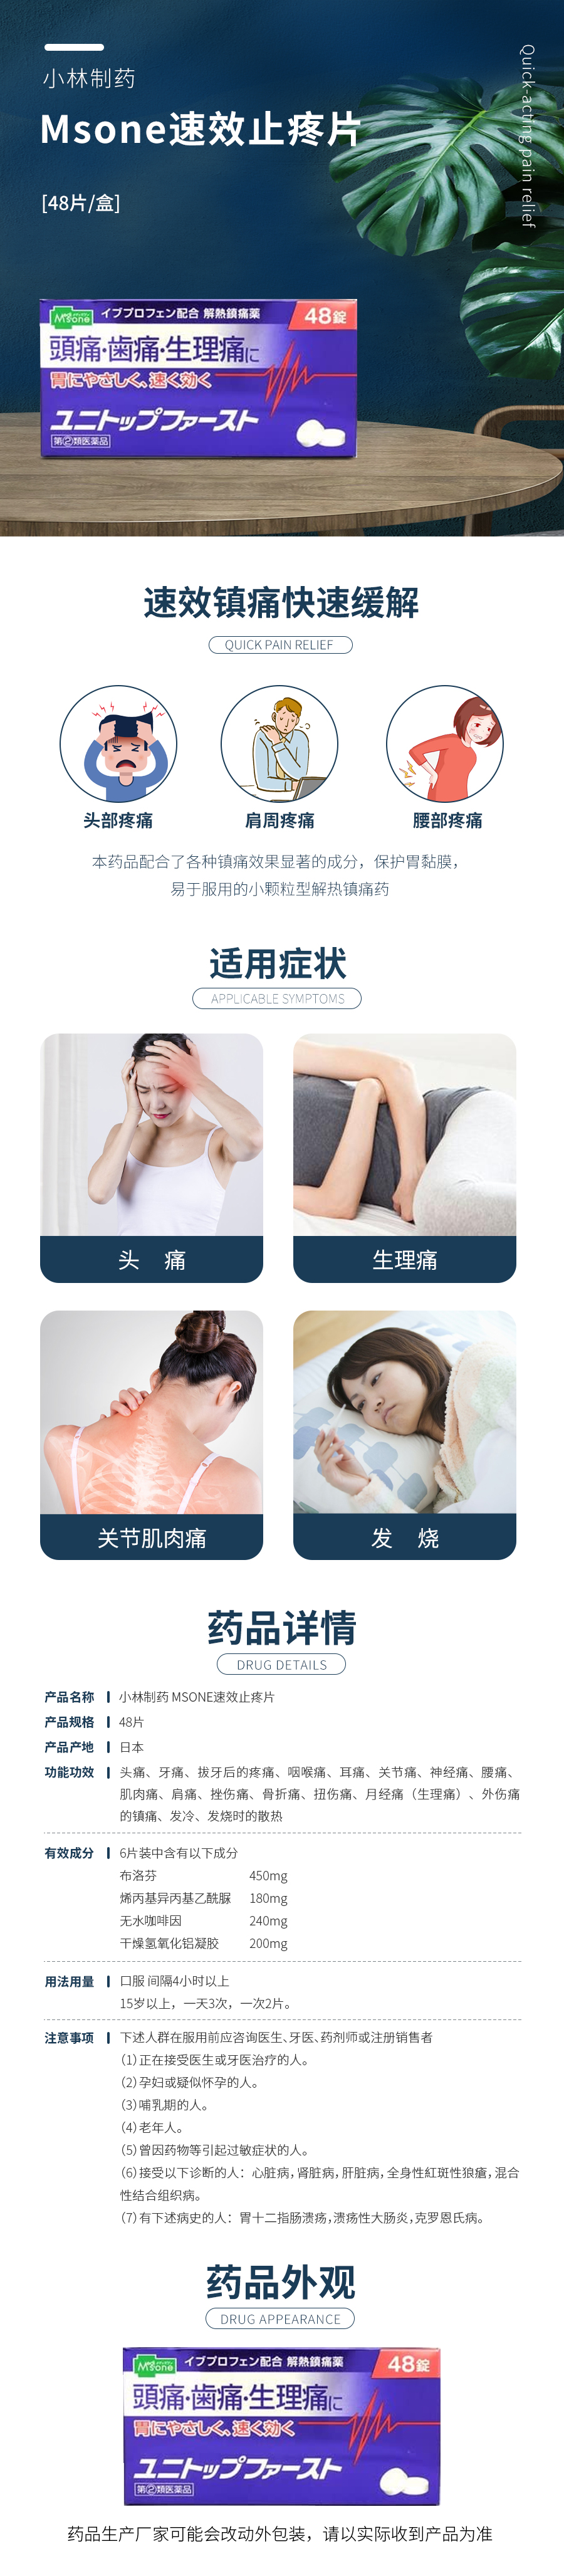 小林制药
Msone速效止疼片
[48片/盒]
Quick-acting pain relief
Msone
イブプロフェン配合 解熱鎮痛薬
48錠
頭痛・歯痛・生理痛に
胃にやさしく、速く効く
ユニトップファースト
第②類医薬品
速效镇痛快速缓解
QUICK PAIN RELIEF
头部疼痛
肩周疼痛
腰部疼痛
本药品配合了各种镇痛效果显著的成分，保护胃黏膜，
易于服用的小颗粒型解热镇痛药
适用症状
APPLICABLE SYMPTOMS
头 痛
生理痛
关节肌肉痛
发 烧
药品详情
DRUG DETAILS
产品名称 小林制药 MSONE速效止疼片
产品规格 48片
产品产地 日本
功能功效 头痛、牙痛、拔牙后的疼痛、咽喉痛、耳痛、关节痛、神经痛、腰痛、
肌肉痛、肩痛、挫伤痛、骨折痛、扭伤痛、月经痛（生理痛）、外伤痛
的镇痛、发冷、发烧时的散热
有效成分 6片装中含有以下成分
布洛芬 450mg
烯丙基异丙基乙酰脲 180mg
无水咖啡因 240mg
干燥氢氧化铝凝胶 200mg
用法用量 口服 间隔4小时以上
15岁以上，一天3次，一次2片。
注意事项 下述人群在服用前应咨询医生、牙医、药剂师或注册销售者
（1）正在接受医生或牙医治疗的人。
（2）孕妇或疑似怀孕的人。
（3）哺乳期的人。
（4）老年人。
（5）曾因药物等引起过敏症状的人。
（6）接受以下诊断的人：心脏病，肾脏病，肝脏病，全身性紅斑性狼瘡，混合
性结合组织病。
（7）有下述病史的人：胃十二指肠溃疡，溃疡性大肠炎，克罗恩氏病。
药品外观
DRUG APPEARANCE
Msone
イブプロフェン配合 解熱鎮痛薬
48錠
頭痛・歯痛・生理痛に
胃にやさしく、速く効く
ユニトップファースト
第②類医薬品
药品生产厂家可能会改动外包装，请以实际收到产品为准